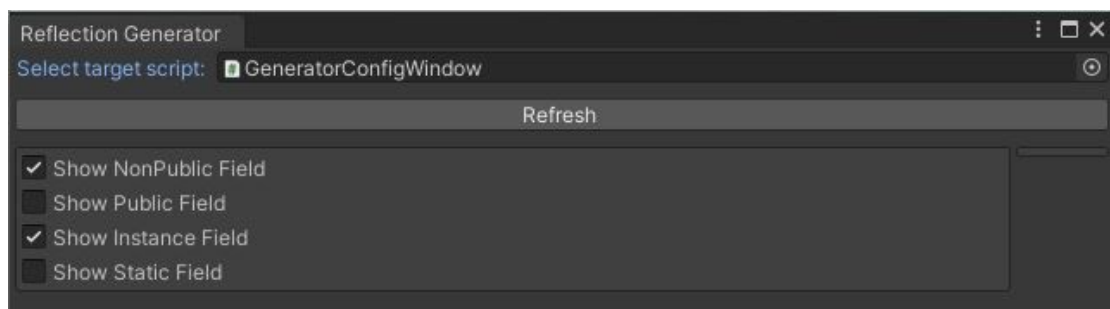 Reflection Generator
Select target script: GeneratorConfigWindow
Refresh
Show NonPublic Field
Show Public Field
Show Instance Field
Show Static Field